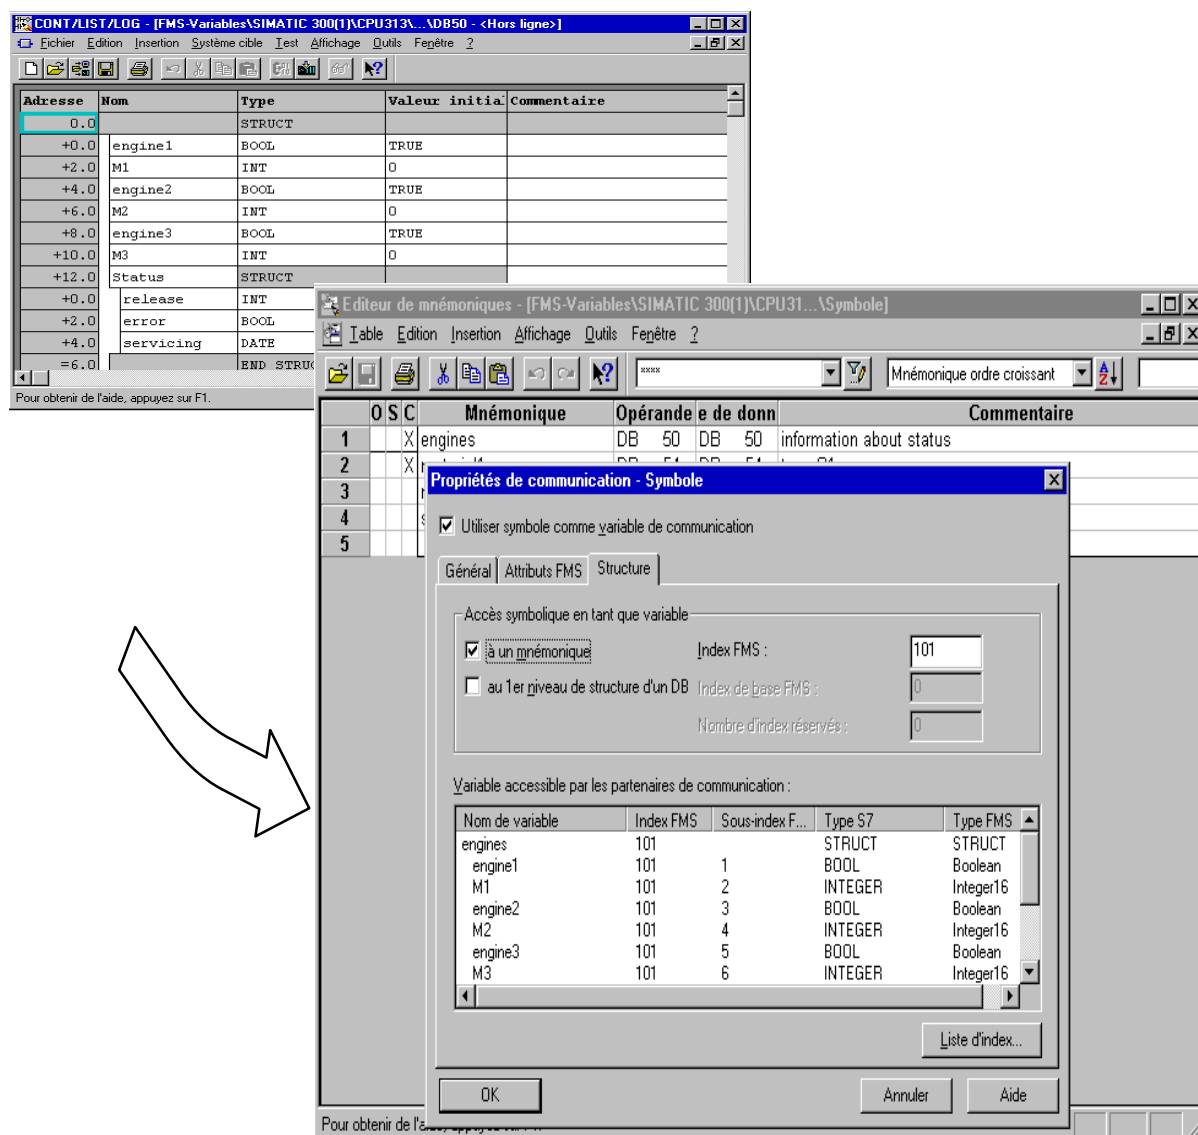 CONT/LIST/LOG - [FMS-Variables\SIMATIC 300(1)\CPU313\...\DB50 - <Hors ligne>]
Fichier Edition Insertion Système cible Test Affichage Outils Fenêtre ?
Adresse Nom Type Valeur initial Commentaire
0.0 STRUCT
+0.0 engine1 BOOL TRUE
+2.0 M1 INT 0
+4.0 engine2 BOOL TRUE
+6.0 M2 INT 0
+8.0 engine3 BOOL TRUE
+10.0 M3 INT 0
+12.0 Status STRUCT
+0.0 release INT
+2.0 error BOOL
+4.0 servicing DATE
=6.0 END STRUC
Pour obtenir de l'aide, appuyez sur F1.
Editeur de mnémoniques - [FMS-Variables\SIMATIC 300(1)\CPU31...\Symbole]
Table Edition Insertion Affichage Outils Fenêtre ?
**** Mnémonique ordre croissant
O S C Mnémonique Opérande e de donn Commentaire
1 X engines DB 50 DB 50 information about status
2 X
3
4
5
Propriétés de communication - Symbole
Utiliser symbole comme variable de communication
Général Attributs FMS Structure
Accès symbolique en tant que variable
à un mnémonique Index FMS : 101
au 1er niveau de structure d'un DB Index de base FMS : 0
Nombre d'index réservés : 0
Variable accessible par les partenaires de communication :
Nom de variable Index FMS Sous-index F... Type S7 Type FMS
engines 101 STRUCT STRUCT
engine1 101 1 BOOL Boolean
M1 101 2 INTEGER Integer16
engine2 101 3 BOOL Boolean
M2 101 4 INTEGER Integer16
engine3 101 5 BOOL Boolean
M3 101 6 INTEGER Integer16
Liste d'index...
OK Annuler Aide
Pour obtenir de l'a